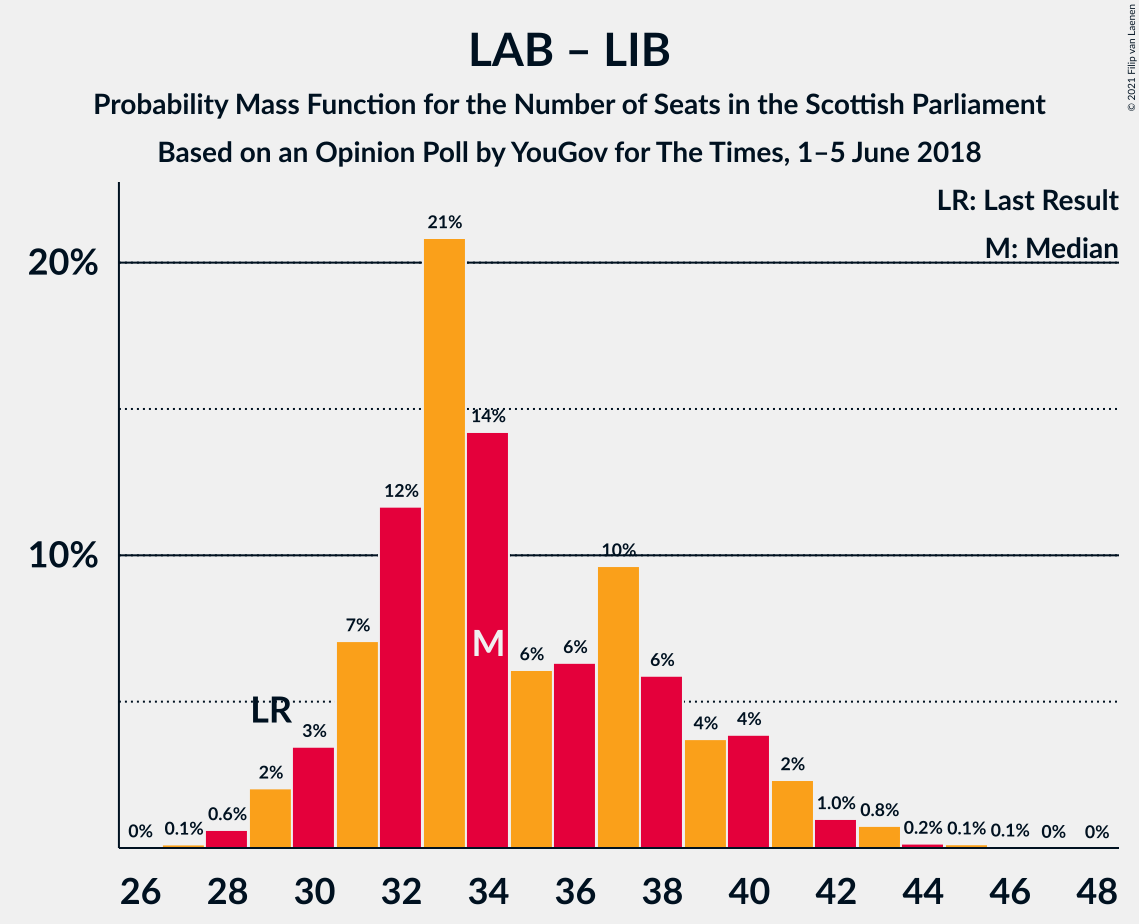 LAB – LIB
Probability Mass Function for the Number of Seats in the Scottish Parliament
Based on an Opinion Poll by YouGov for The Times, 1–5 June 2018
© 2021 Filip van Laenen
LR: Last Result
M: Median
20%
10%
0%
0.1%
0.6%
2%
LR
3%
7%
12%
21%
14%
M
6%
6%
10%
6%
4%
4%
2%
1.0%
0.8%
0.2%
0.1%
0.1%
0%
0%
26 28 30 32 34 36 38 40 42 44 46 48